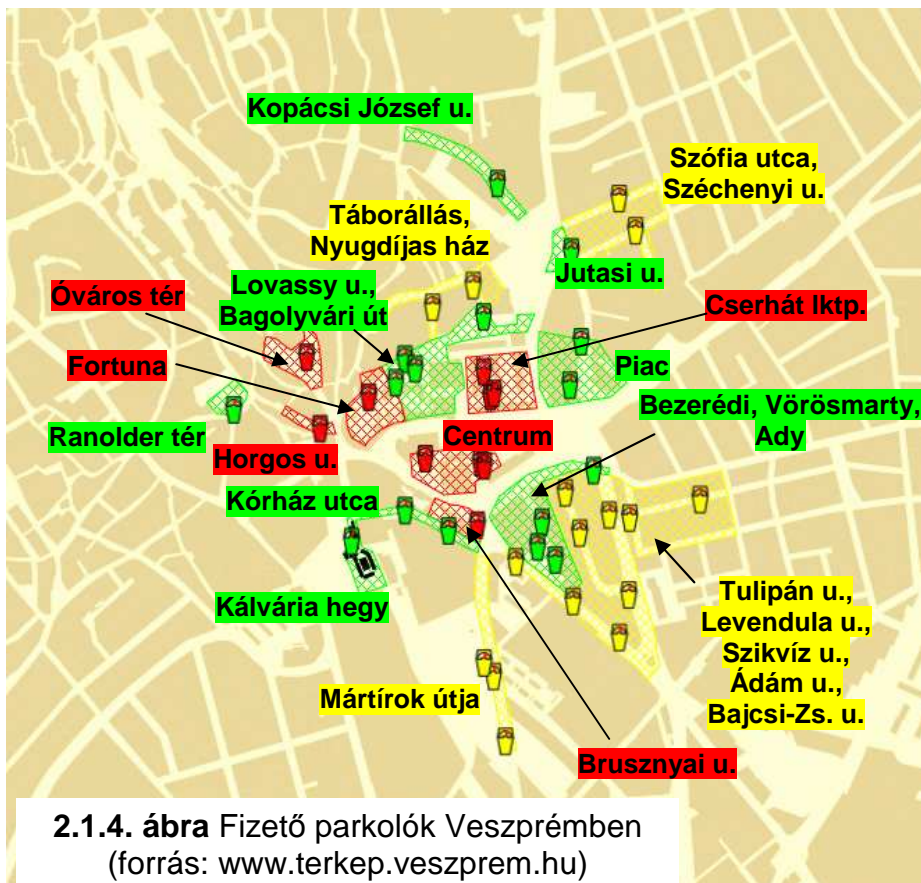 Kopácsi József u.
Szófia utca,
Széchenyi u.
Táborállás,
Nyugdíjas ház
Jutasi u.
Lovassy u.,
Bagolyvári út
Óváros tér
Cserhát lktp.
Fortuna
Piac
Bezerédi, Vörösmarty,
Ady
Ranolder tér
Horgos u.
Centrum
Kórház utca
Kálvária hegy
Tulipán u.,
Levendula u.,
Szikvíz u.,
Ádám u.,
Bajcsi-Zs. u.
Mártírok útja
Brusznyai u.
2.1.4. ábra Fizető parkolók Veszprémben
(forrás: www.terkep.veszprem.hu)